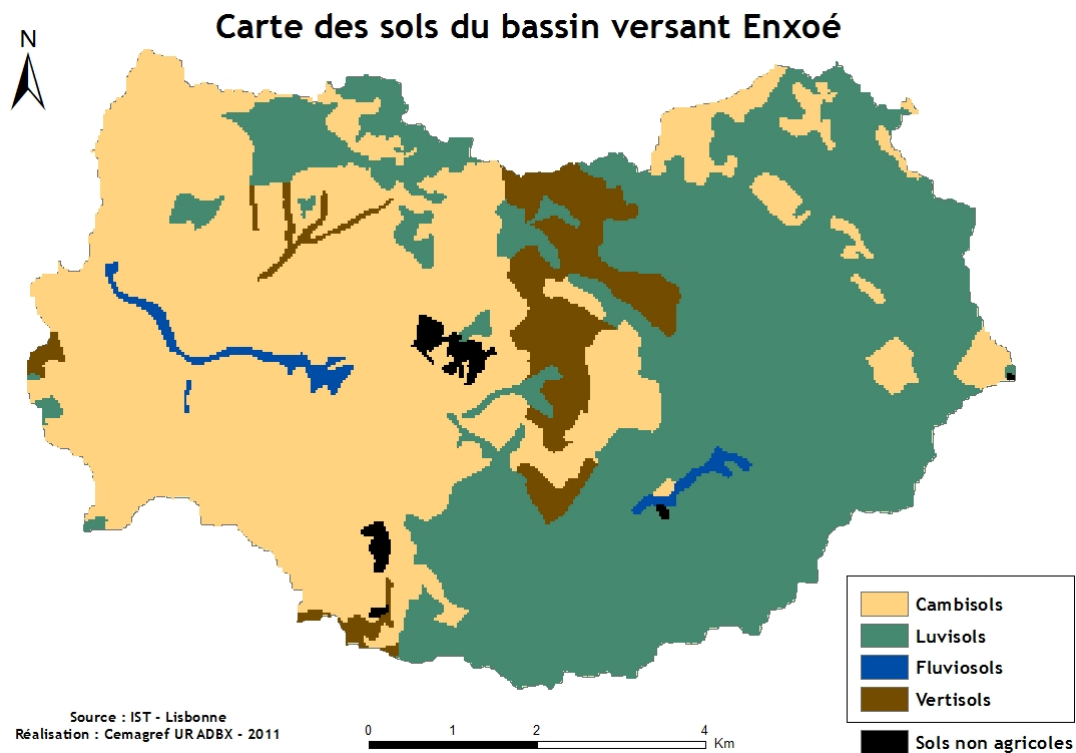 Carte des sols du bassin versant Enxoé
N
Cambisols
Luvisols
Fluviosols
Vertisols
Sols non agricoles
Source : IST - Lisbonne
Réalisation : Cemagref UR ADBX - 2011
0 1 2 4
Km